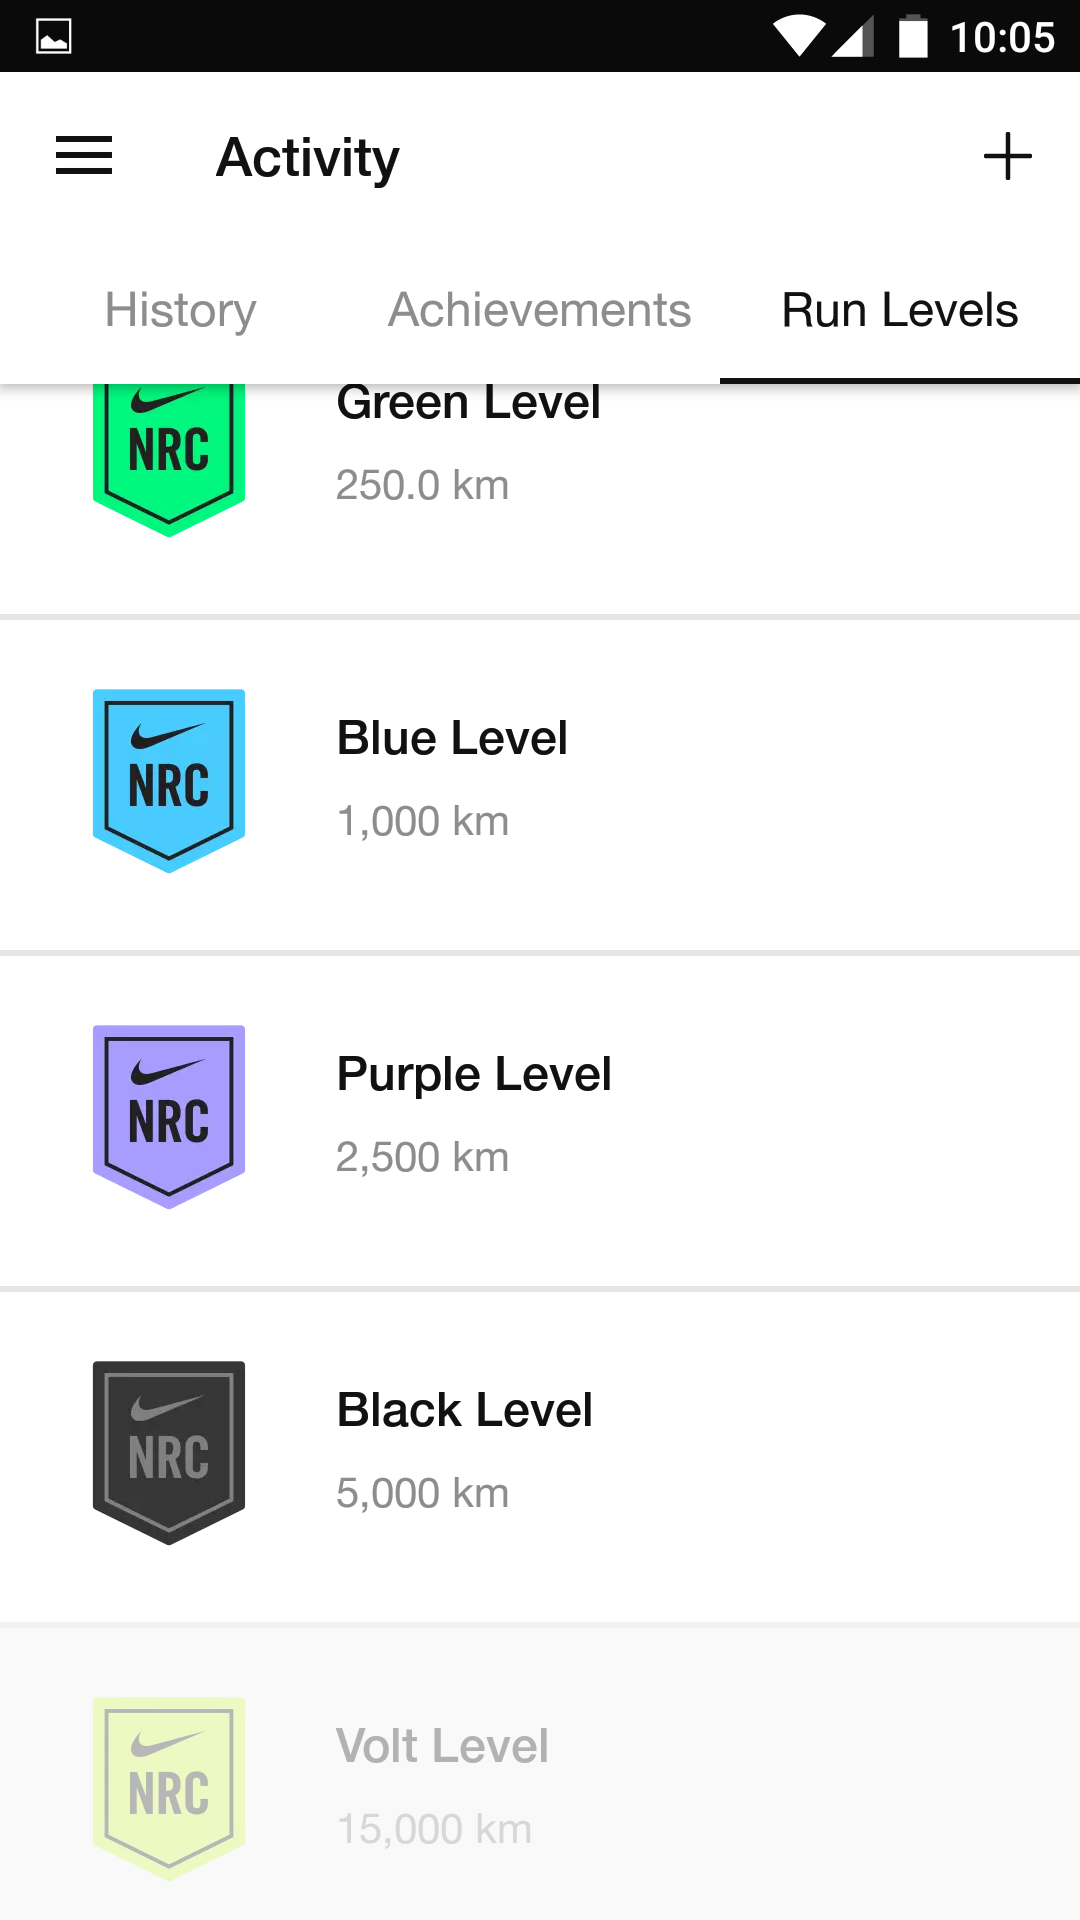 10:05
Activity
History Achievements Run Levels
NRC
Green Level
250.0 km
NRC
Blue Level
1,000 km
NRC
Purple Level
2,500 km
NRC
Black Level
5,000 km
NRC
Volt Level
15,000 km